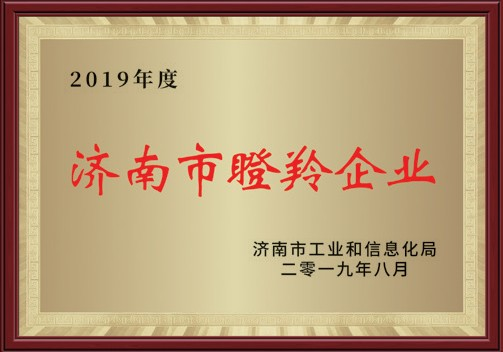 2019年度
济南市瞪羚企业
济南市工业和信息化局
二零一九年八月